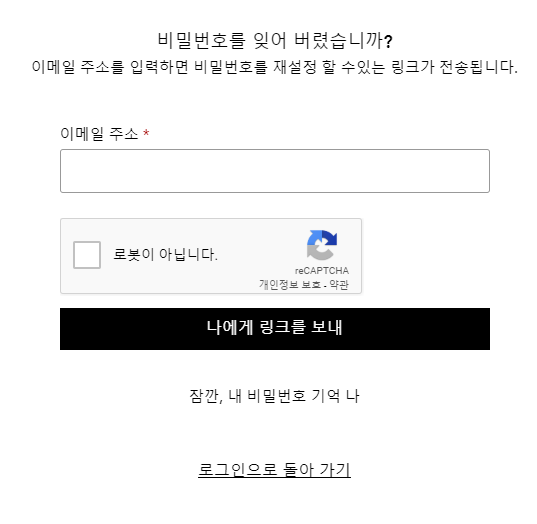 비밀번호를 잊어 버렸습니까?
이메일 주소를 입력하면 비밀번호를 재설정 할 수있는 링크가 전송됩니다.
이메일 주소 *
로봇이 아닙니다.
reCAPTCHA
개인정보 보호 - 약관
나에게 링크를 보내
잠깐, 내 비밀번호 기억 나
로그인으로 돌아 가기